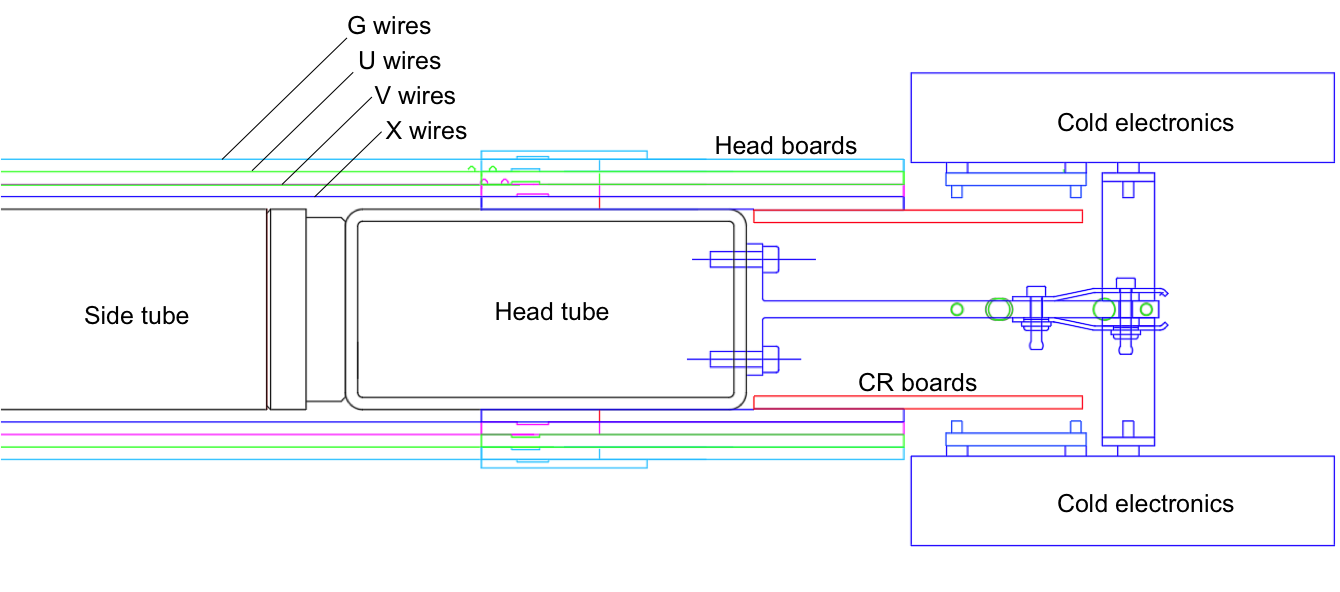 G wires
U wires
V wires
X wires
Head boards
Cold electronics
Side tube
Head tube
CR boards
Cold electronics